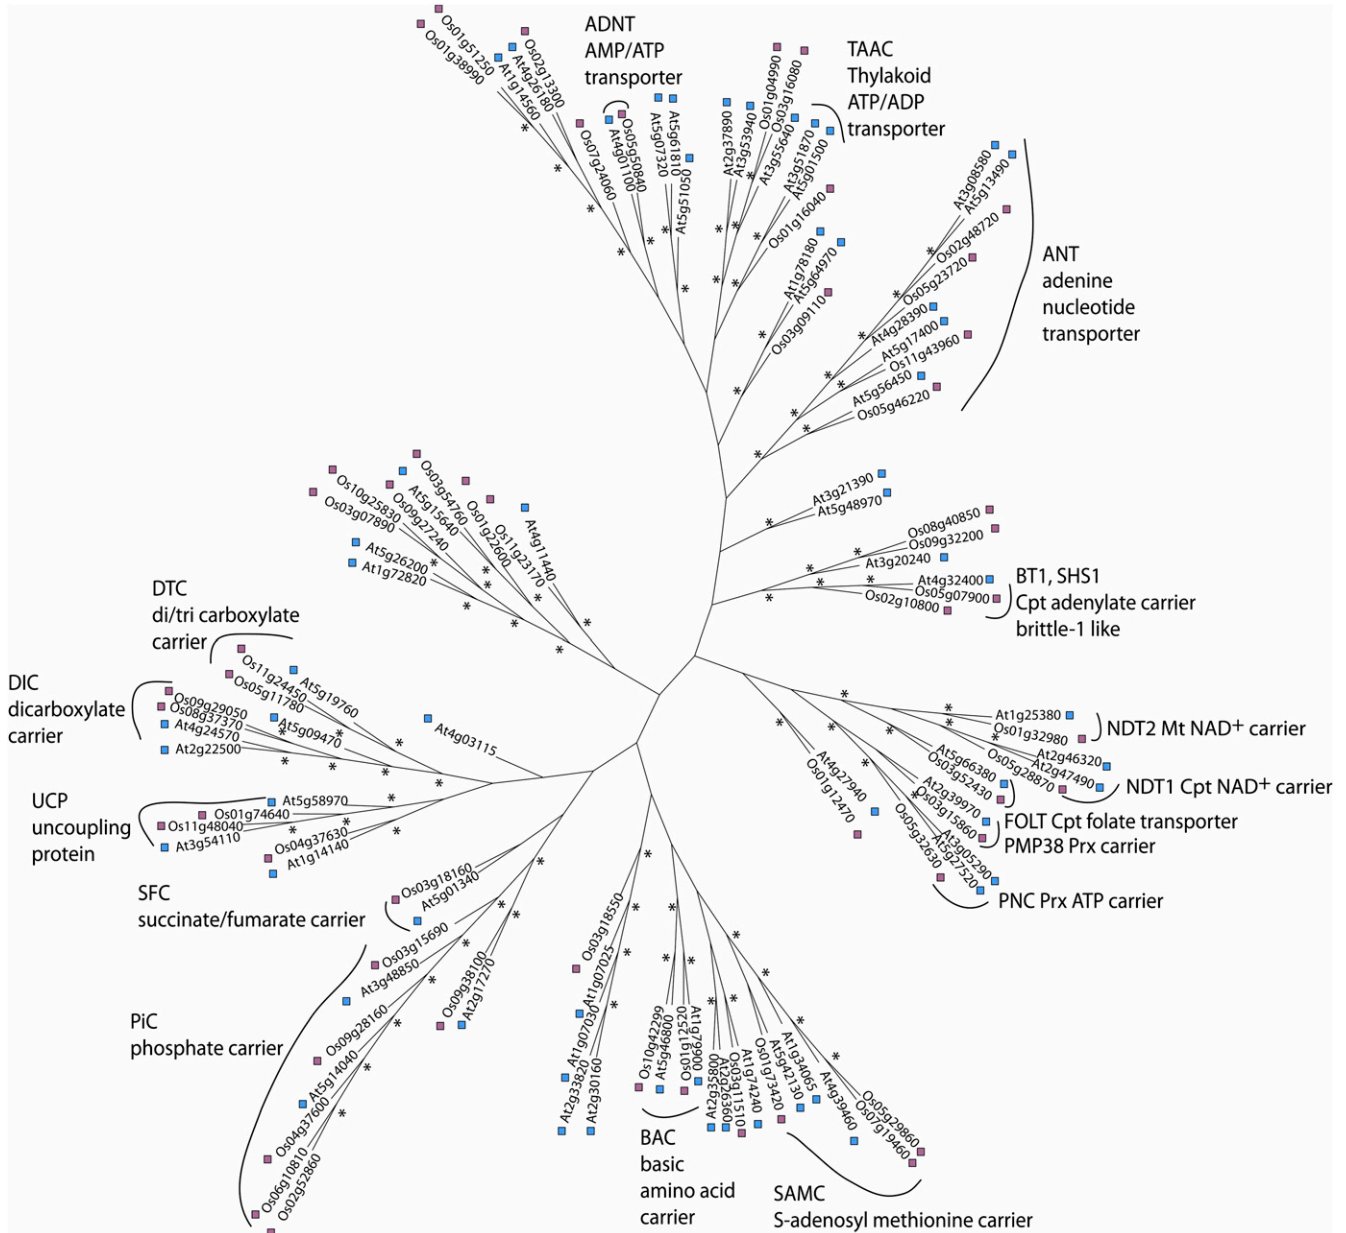 Os01g51250
Os01g38990
Os02g13300
At4g26180
At1g14560
Os07g24060
ADNT
AMP/ATP
transporter
Os05g50840
At4g01100
At5g07320
At5g61810
At5g51050
At2g37890
At3g53940
Os01g04990
Os03g16080
At3g55640
At3g51870
At5g01500
Os01g16040
TAAC
Thylakoid
ATP/ADP
transporter
At1g78180
At5g64970
Os03g09110
At3g08580
At5g13490
Os02g48720
Os05g23720
At4g28390
At5g17400
Os11g43960
At5g56450
Os05g46220
ANT
adenine
nucleotide
transporter
At3g21390
At5g48970
Os08g40850
Os09g32200
At3g20240
At4g32400
Os05g07900
Os02g10800
BT1, SHS1
Cpt adenylate carrier
brittle-1 like
Os03g54760
At5g15640
Os09g27240
Os10g25830
Os03g07890
Os01g22600
Os11g23170
At4g11440
At5g26200
At1g72820
DTC
di/tri carboxylate
carrier
Os11g24450
Os05g11780
At5g19760
DIC
dicarboxylate
carrier
Os09g29050
Os08g37370
At4g24570
At2g22500
At5g09470
At4g03115
UCP
uncoupling
protein
At5g58970
Os01g74640
Os11g48040
At3g54110
Os04g37630
At1g14140
At1g25380
Os01g32980
NDT2 Mt NAD+ carrier
At2g46320
At2g47490
Os05g28870
NDT1 Cpt NAD+ carrier
At5g66380
Os03g52430
FOLT Cpt folate transporter
At2g39970
Os03g15860
PMP38 Prx carrier
At3g05290
At5g27520
Os05g32630
PNC Prx ATP carrier
At4g27940
Os01g12470
SFC
succinate/fumarate carrier
Os03g18160
At5g01340
PiC
phosphate carrier
Os03g15690
At3g48850
Os09g28160
At5g14040
Os04g37600
Os06g10810
Os02g52860
Os09g38100
At2g17270
Os03g18550
At1g07025
At1g07030
At2g33820
At2g30160
Os10g42299
At5g46800
Os01g12520
At1g79900
BAC
basic
amino acid
carrier
At2g35800
At2g26360
Os03g11510
At1g74240
Os01g73420
At5g42130
At1g34065
At4g39460
Os05g29860
Os07g19460
SAMC
S-adenosyl methionine carrier